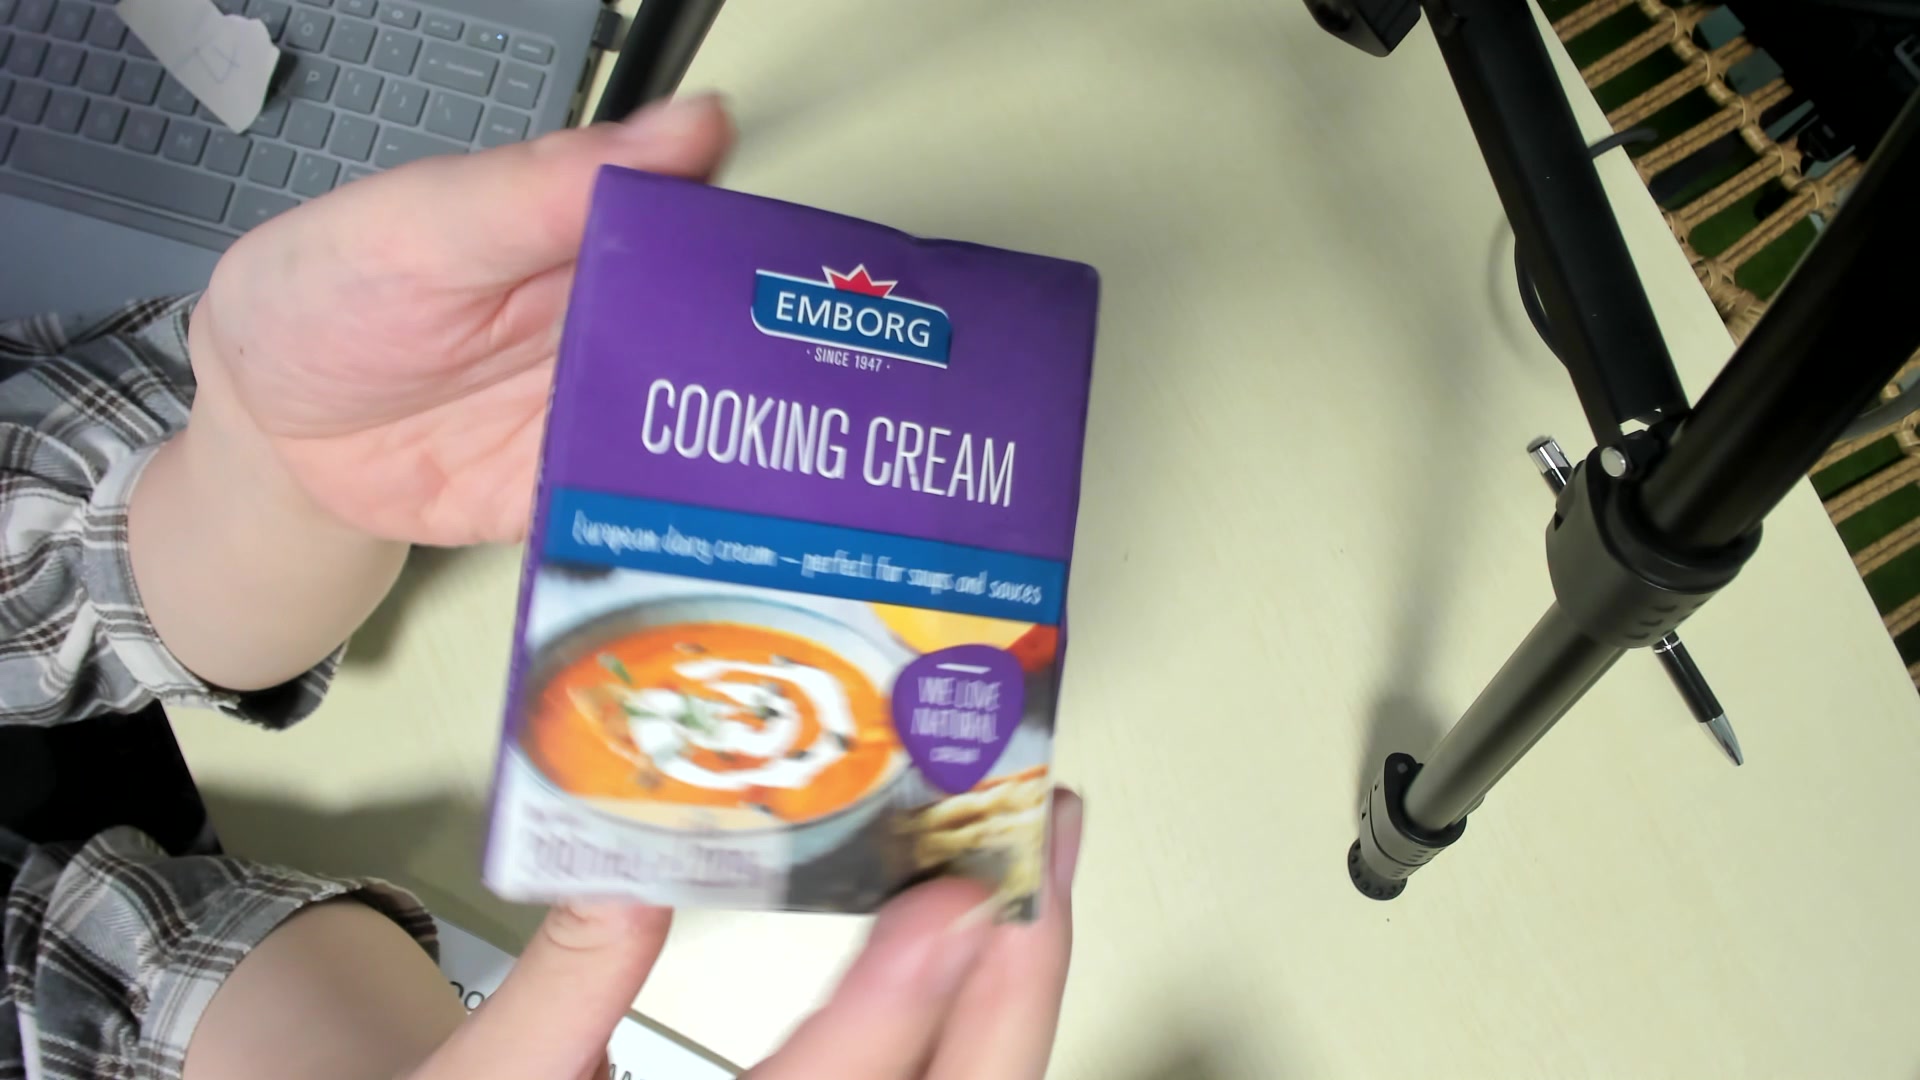 EMBORG
· SINCE 1947 ·
COOKING CREAM
European dairy cream – perfect for soups and sauces
WE LOVE
NATURAL